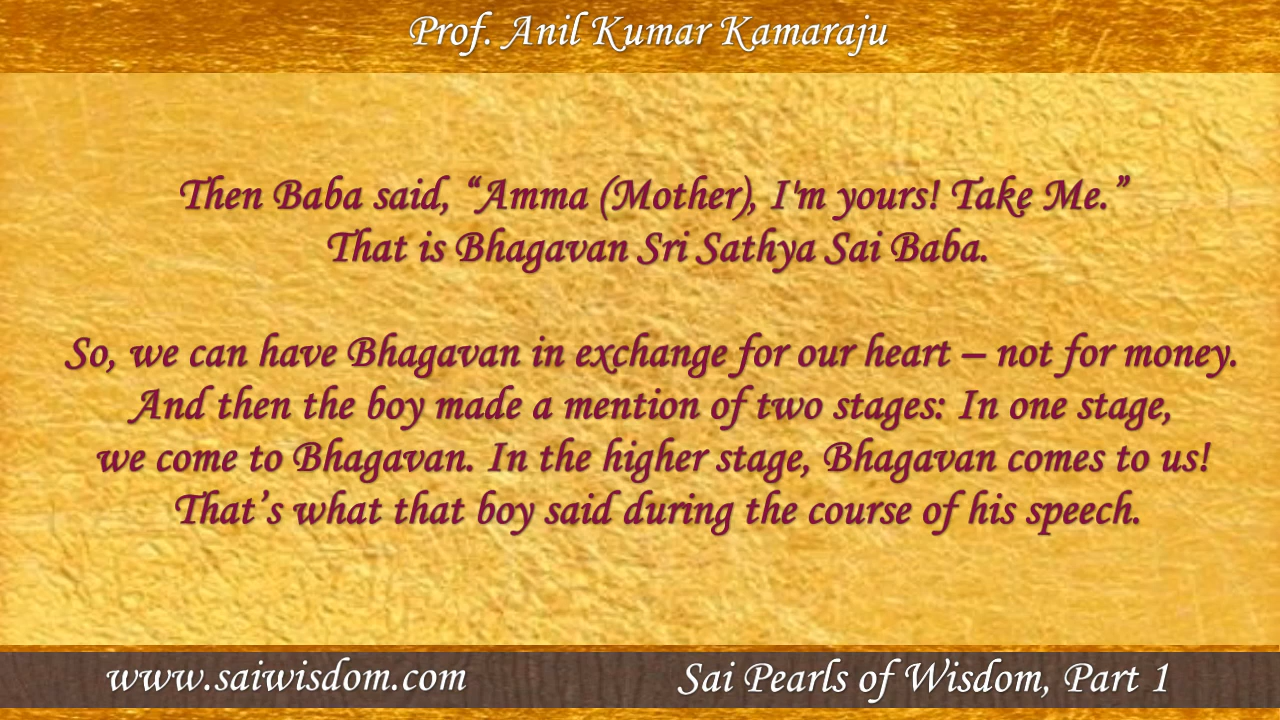 Prof. Anil Kumar Kamaraju
Then Baba said, “Amma (Mother), I'm yours! Take Me.”
That is Bhagavan Sri Sathya Sai Baba.
So, we can have Bhagavan in exchange for our heart – not for money.
And then the boy made a mention of two stages: In one stage,
we come to Bhagavan. In the higher stage, Bhagavan comes to us!
That’s what that boy said during the course of his speech.
www.saiwisdom.com
Sai Pearls of Wisdom, Part 1